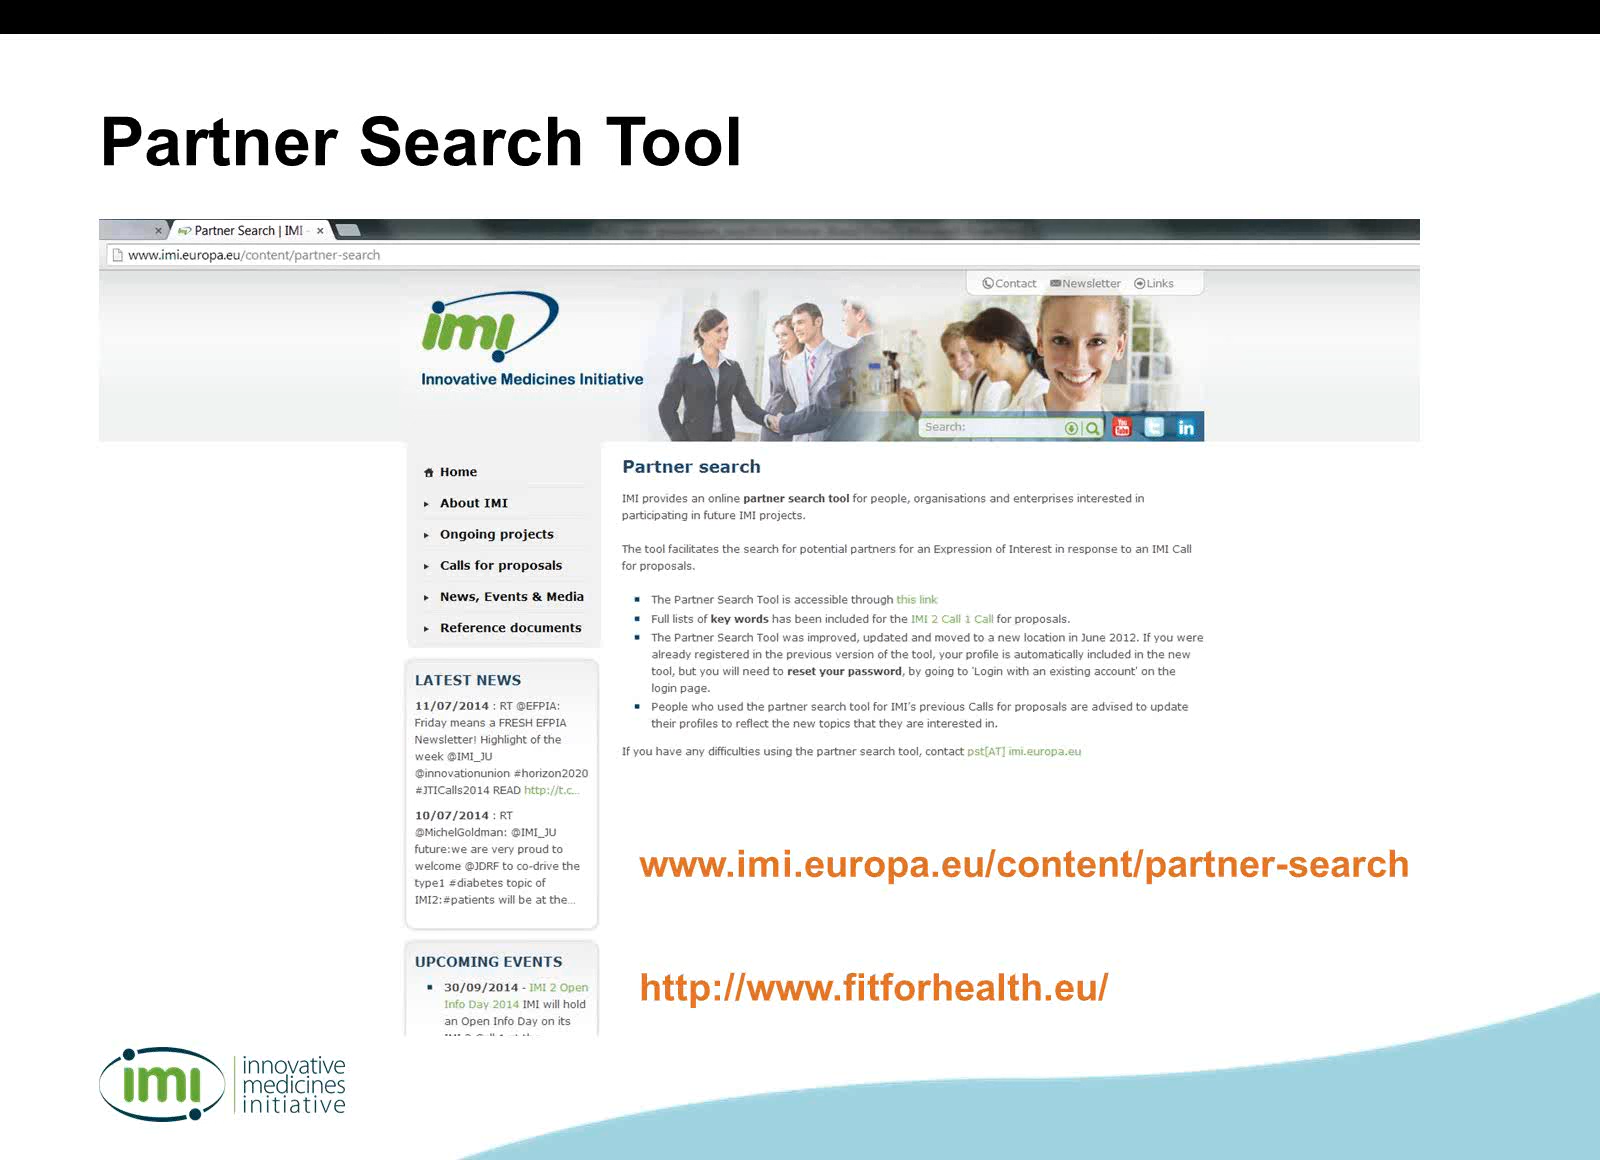 Partner Search Tool
Partner Search | IMI -
www.imi.europa.eu/content/partner-search
Contact Newsletter Links
imi
Innovative Medicines Initiative
Search:
You Tube
in
Home
About IMI
Ongoing projects
Calls for proposals
News, Events & Media
Reference documents
LATEST NEWS
11/07/2014 : RT @EFPIA:
Friday means a FRESH EFPIA
Newsletter! Highlight of the
week @IMI_JU
@innovationunion #horizon2020
#JTICalls2014 READ http://t.c...
10/07/2014 : RT
@MichelGoldman: @IMI_JU
future:we are very proud to
welcome @JDRF to co-drive the
type1 #diabetes topic of
IMI2:#patients will be at the...
UPCOMING EVENTS
30/09/2014 - IMI 2 Open
Info Day 2014 IMI will hold
an Open Info Day on its
Partner search
IMI provides an online partner search tool for people, organisations and enterprises interested in
participating in future IMI projects.
The tool facilitates the search for potential partners for an Expression of Interest in response to an IMI Call
for proposals.
The Partner Search Tool is accessible through this link
Full lists of key words has been included for the IMI 2 Call 1 Call for proposals.
The Partner Search Tool was improved, updated and moved to a new location in June 2012. If you were
already registered in the previous version of the tool, your profile is automatically included in the new
tool, but you will need to reset your password, by going to 'Login with an existing account' on the
login page.
People who used the partner search tool for IMI's previous Calls for proposals are advised to update
their profiles to reflect the new topics that they are interested in.
If you have any difficulties using the partner search tool, contact pst[AT] imi.europa.eu
www.imi.europa.eu/content/partner-search
http://www.fitforhealth.eu/
imi
innovative
medicines
initiative